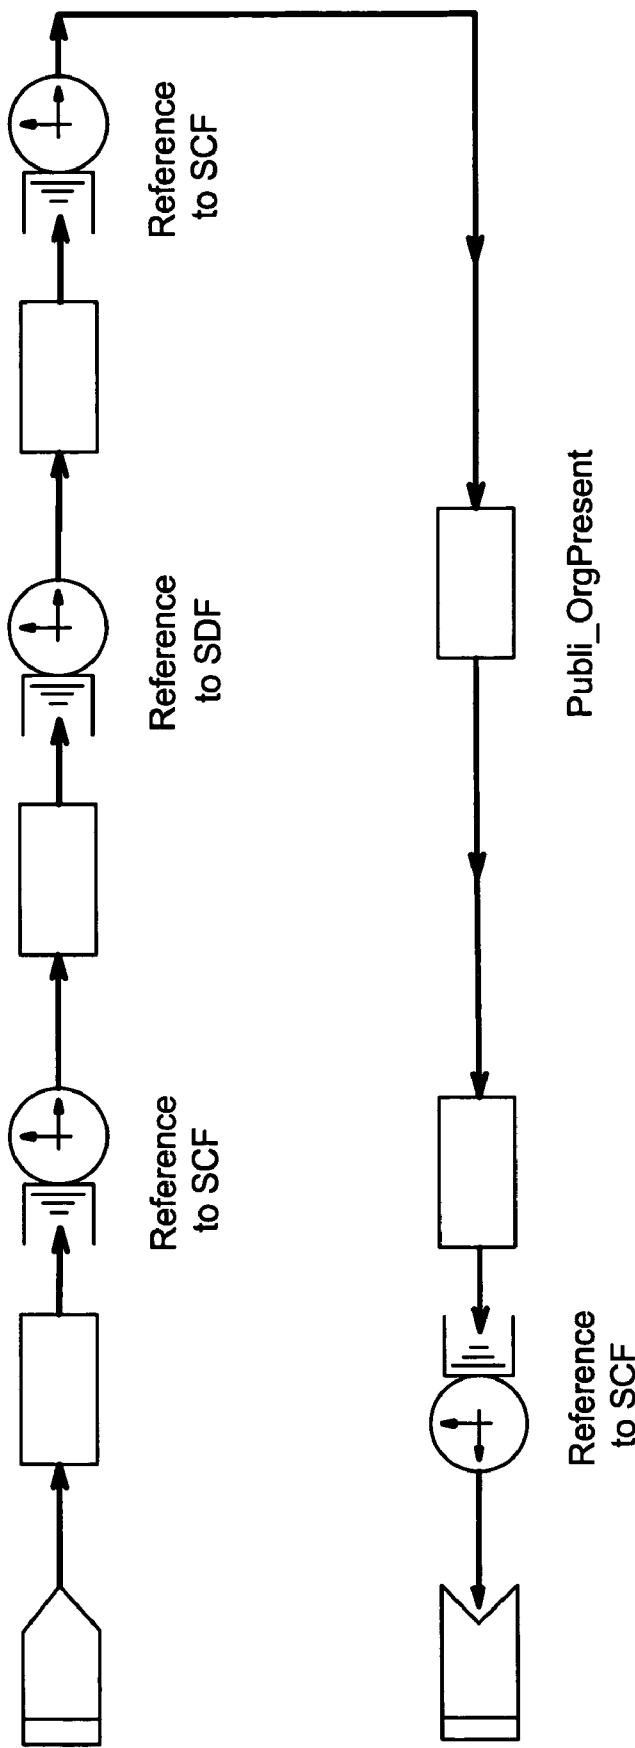 Reference
to SCF
Reference
to SDF
Reference
to SCF
Publi_OrgPresent
Reference
to SCF